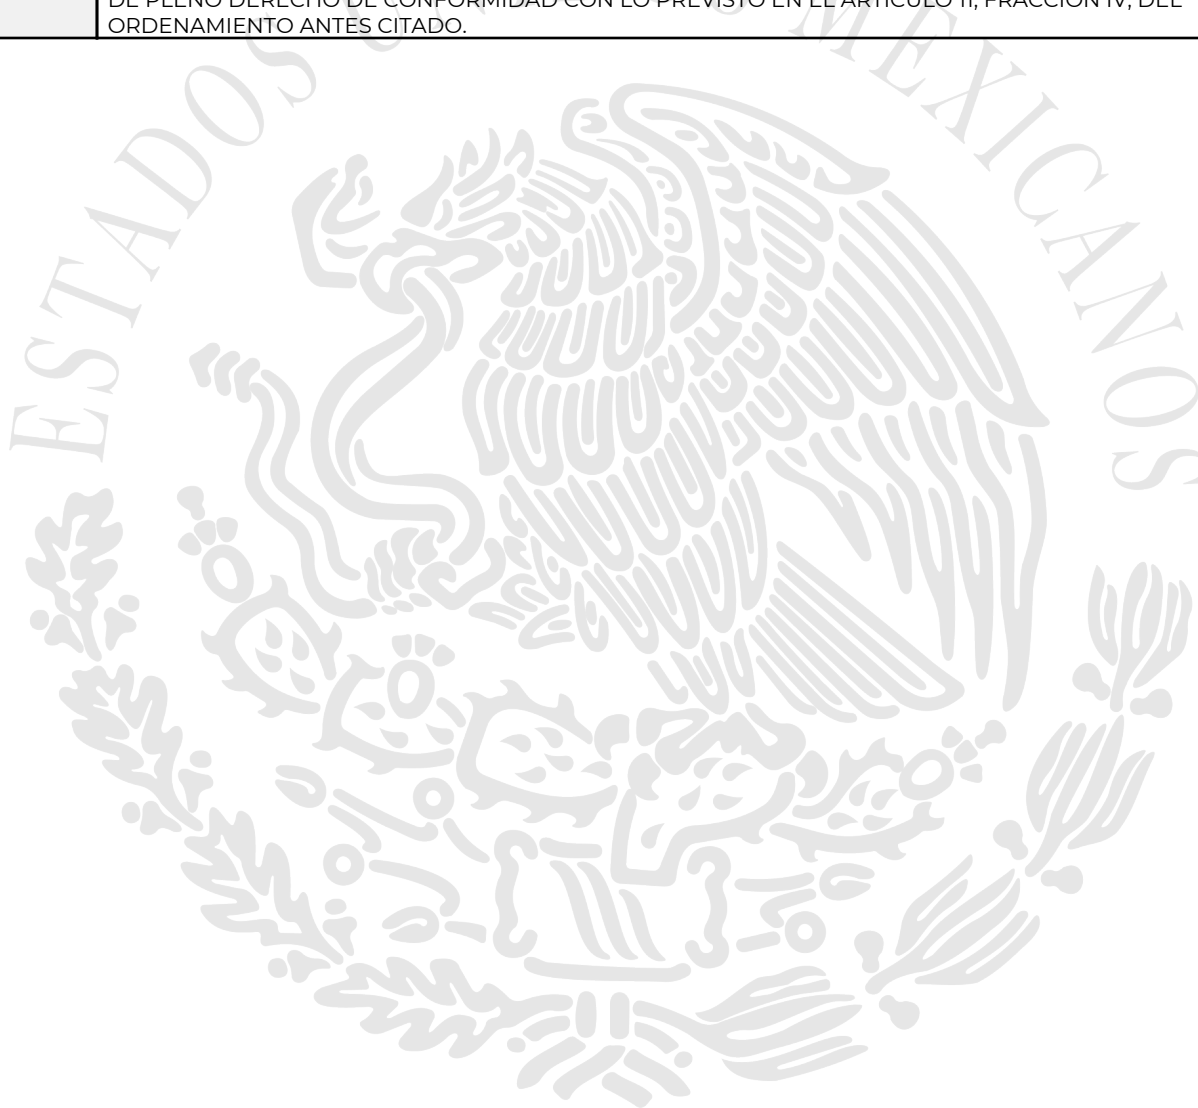 DE PLENO DERECHO DE CONFORMIDAD CON LO PREVISTO EN EL ARTÍCULO 11, FRACCIÓN IV, DEL
ORDENAMIENTO ANTES CITADO.
ESTADOS MEXICANOS